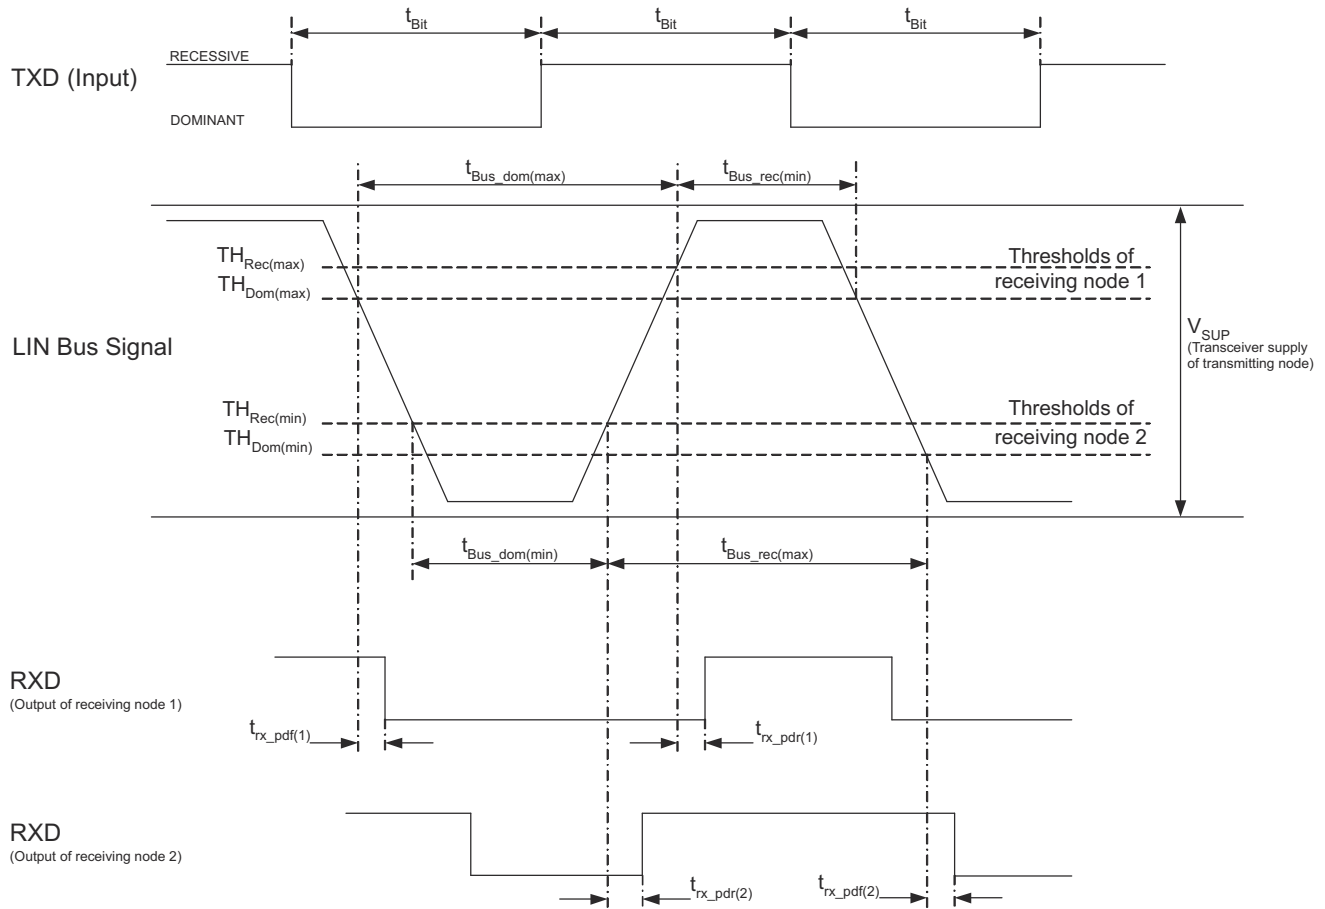 tBit tBit tBit
RECESSIVE
TXD (Input)
DOMINANT
tBus_dom(max) tBus_rec(min)
THRec(max) Thresholds of
THDom(max) receiving node 1
LIN Bus Signal
VSUP
(Transceiver supply
of transmitting node)
THRec(min) Thresholds of
THDom(min) receiving node 2
tBus_dom(min) tBus_rec(max)
RXD
(Output of receiving node 1)
trx_pdf(1) trx_pdr(1)
RXD
(Output of receiving node 2)
trx_pdr(2) trx_pdf(2)